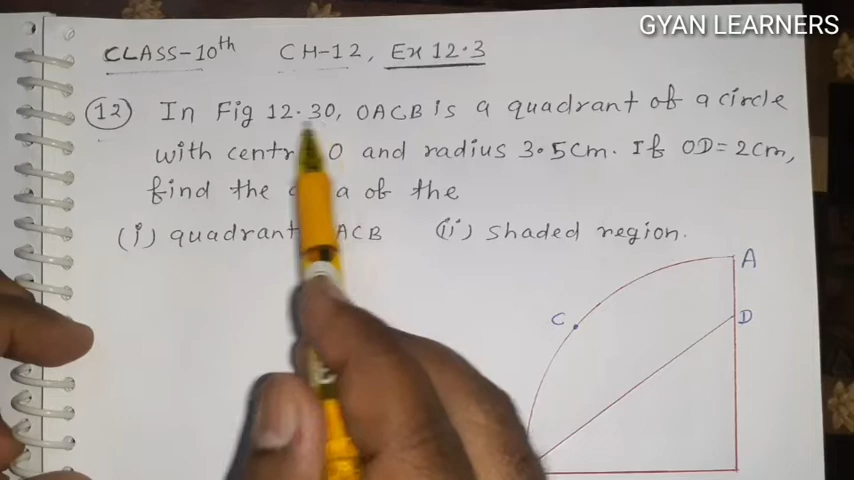 GYAN LEARNERS
CLASS-10th CH-12, Ex 12.3
(12) In Fig 12.30, OACB is a quadrant of a circle
with O and radius 3.5cm. If OD=2cm,
find the of the
(i) quadrant ACB (ii) shaded region.
A
C
D